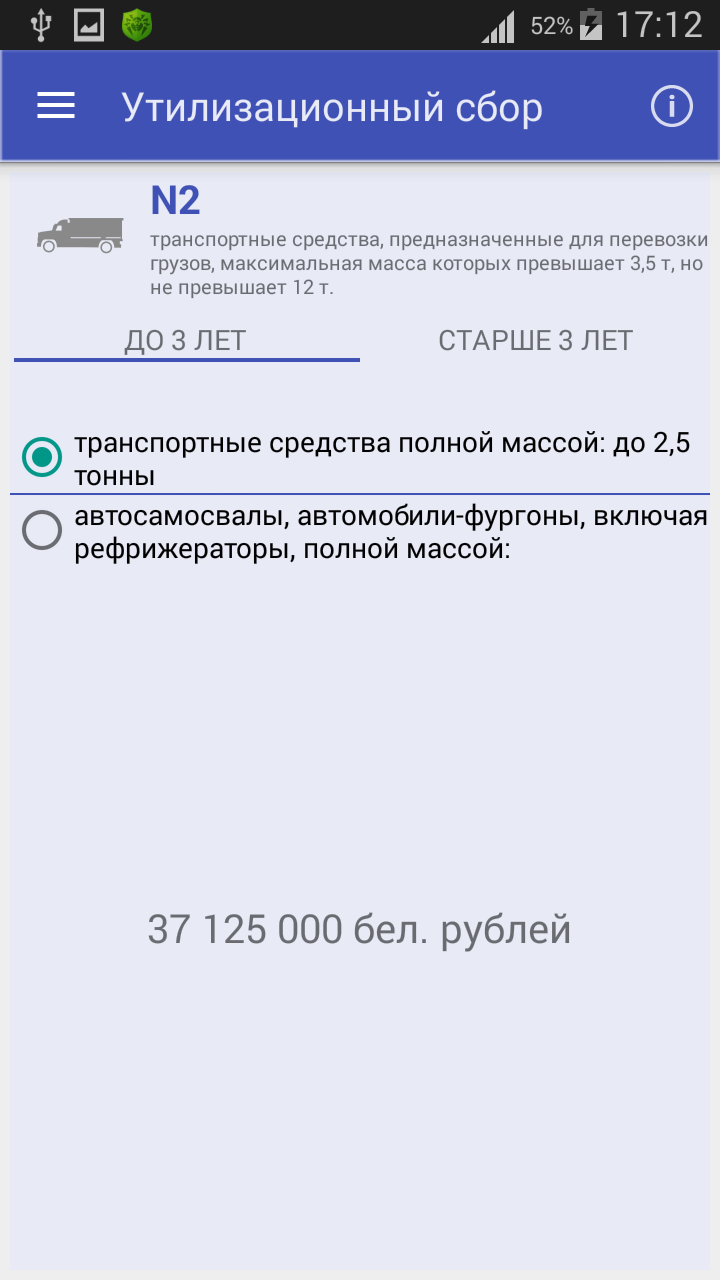 52% 17:12
Утилизационный сбор
N2
транспортные средства, предназначенные для перевозки
грузов, максимальная масса которых превышает 3,5 т, но
не превышает 12 т.
ДО 3 ЛЕТ СТАРШЕ 3 ЛЕТ
транспортные средства полной массой: до 2,5
тонны
автосамосвалы, автомобили-фургоны, включая
рефрижераторы, полной массой:
37 125 000 бел. рублей